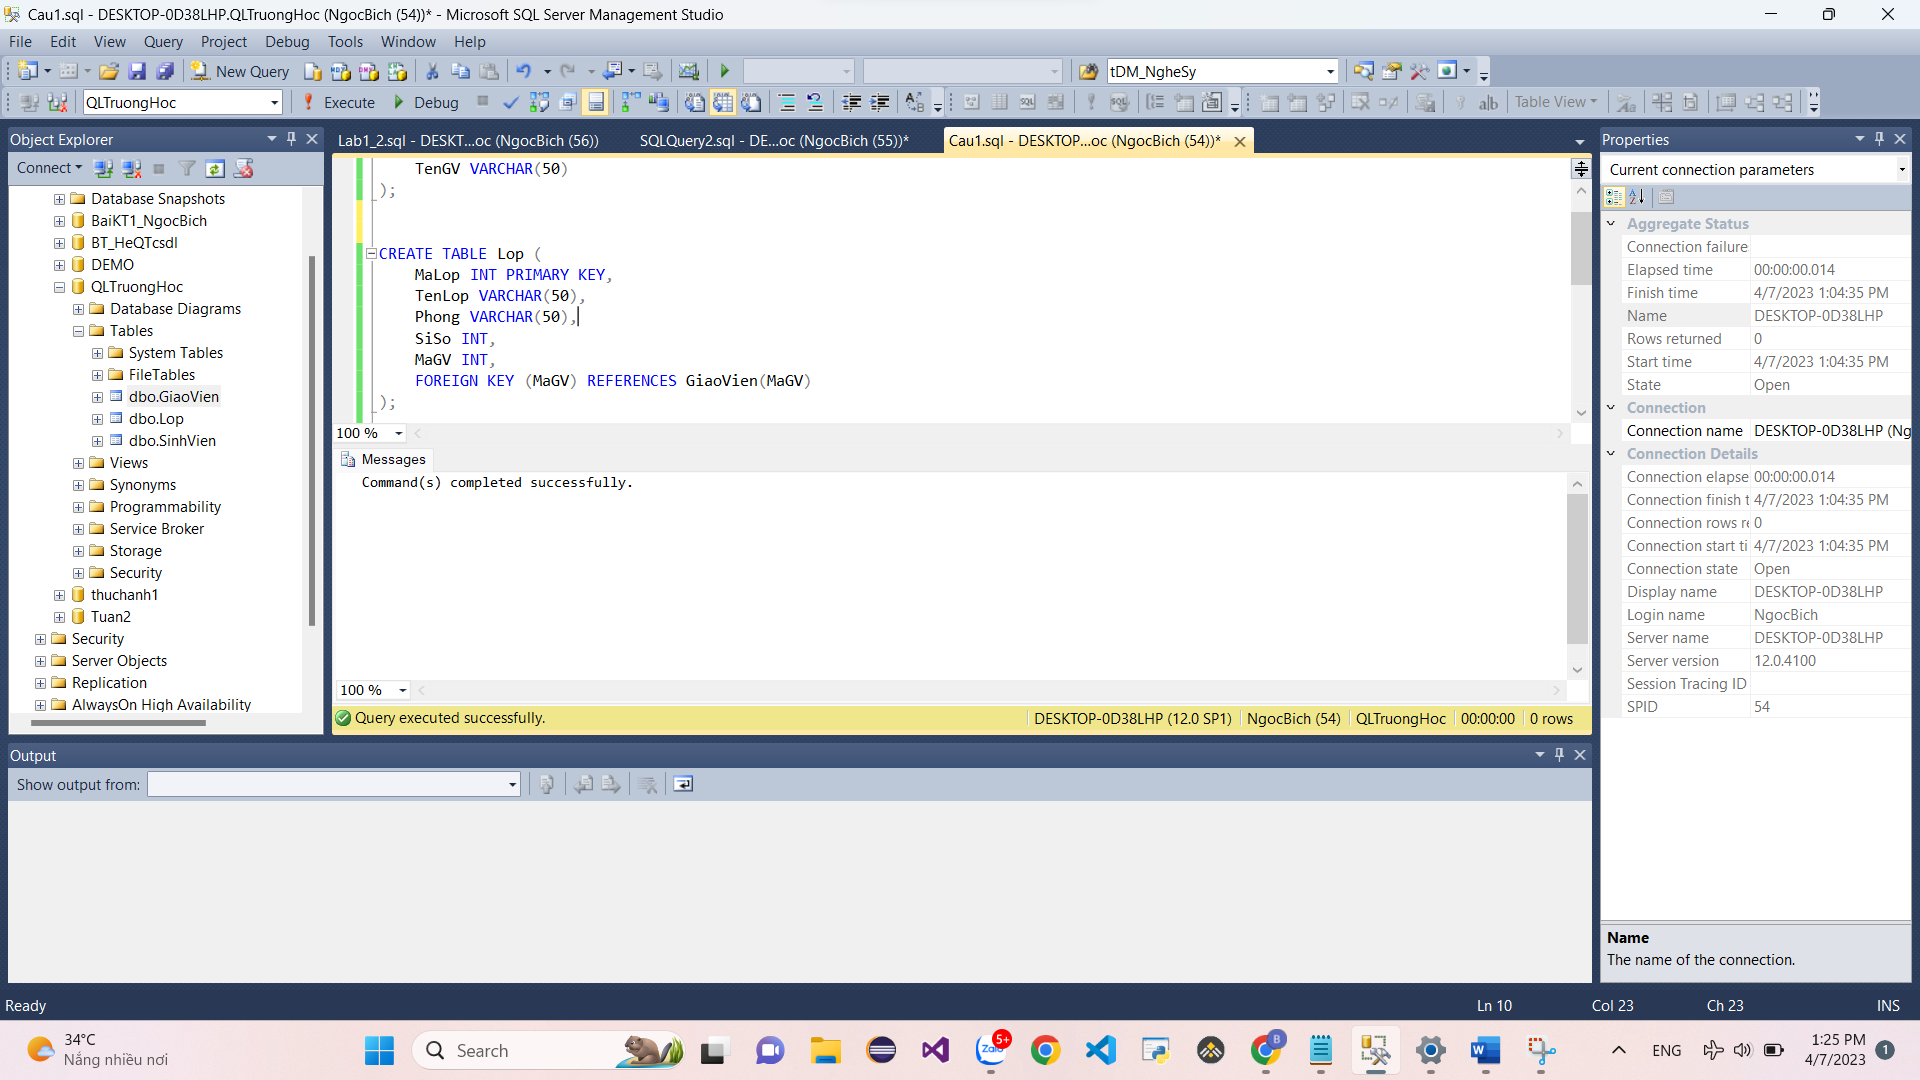 Cau1.sql - DESKTOP-0D38LHP.QLTruongHoc (NgocBich (54))* - Microsoft SQL Server Management Studio
File Edit View Query Project Debug Tools Window Help
New Query tDM_NgheSy
QLTruongHoc Execute Debug Table View
Object Explorer
Connect
Database Snapshots
BaiKT1_NgocBich
BT_HeQTcsdl
DEMO
QLTruongHoc
Database Diagrams
Tables
System Tables
FileTables
dbo.GiaoVien
dbo.Lop
dbo.SinhVien
Views
Synonyms
Programmability
Service Broker
Storage
Security
thuchanh1
Tuan2
Security
Server Objects
Replication
AlwaysOn High Availability
Lab1_2.sql - DESKT...oc (NgocBich (56)) SQLQuery2.sql - DE...oc (NgocBich (55))* Cau1.sql - DESKTOP...oc (NgocBich (54))*
TenGV VARCHAR(50)
);
CREATE TABLE Lop (
MaLop INT PRIMARY KEY,
TenLop VARCHAR(50),
Phong VARCHAR(50),
SiSo INT,
MaGV INT,
FOREIGN KEY (MaGV) REFERENCES GiaoVien(MaGV)
);
100 %
Messages
Command(s) completed successfully.
100 %
Query executed successfully. DESKTOP-0D38LHP (12.0 SP1) NgocBich (54) QLTruongHoc 00:00:00 0 rows
Properties
Current connection parameters
Aggregate Status
Connection failure
Elapsed time 00:00:00.014
Finish time 4/7/2023 1:04:35 PM
Name DESKTOP-0D38LHP
Rows returned 0
Start time 4/7/2023 1:04:35 PM
State Open
Connection
Connection name DESKTOP-0D38LHP (Ng
Connection Details
Connection elapse 00:00:00.014
Connection finish t 4/7/2023 1:04:35 PM
Connection rows re 0
Connection start ti 4/7/2023 1:04:35 PM
Connection state Open
Display name DESKTOP-0D38LHP
Login name NgocBich
Server name DESKTOP-0D38LHP
Server version 12.0.4100
Session Tracing ID
SPID 54
Name
The name of the connection.
Output
Show output from:
Ready Ln 10 Col 23 Ch 23 INS
34°C
Nắng nhiều nơi
Search
Zalo 5+
B
ENG
1:25 PM
4/7/2023
1